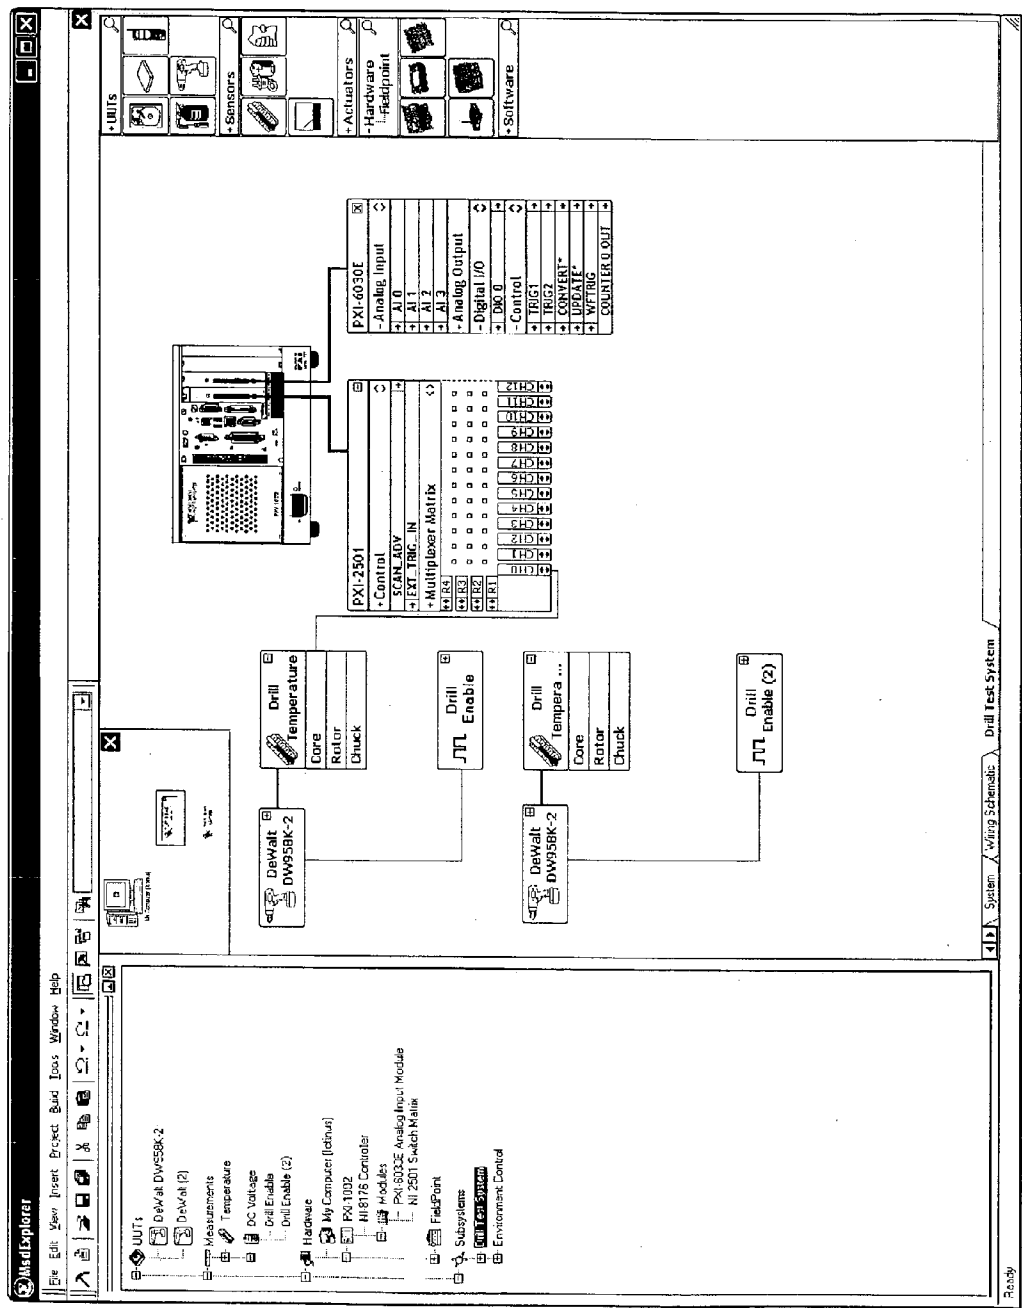 MsdExplorer
File Edit View Insert Project Build Tools Window Help
UUTs
DeWalt DW958K-2
DeWalt (2)
Measurements
Temperature
DC Voltage
Drill Enable
Drill Enable (2)
Hardware
My Computer [Ictinus]
PXI-1002
NI-8176 Controller
Modules
PXI-6030E Analog Input Module
NI 2501 Switch Matrix
FieldPoint
Subsystems
Drill Test System
Environment Control
DeWalt
DW958K-2
Drill
Temperature
Core
Rotor
Chuck
Drill
Enable
DeWalt
DW958K-2
Drill
Tempera ...
Core
Rotor
Chuck
Drill
Enable (2)
PXI-2501
+Control
SCAN_ADV
EXT_TRIG_IN
+Multiplexer Matrix
R4
R3
R2
R1
CH0 CH1 CH2 CH3 CH4 CH5 CH6 CH7 CH8 CH9 CH10 CH11 CH12
PXI-6030E
-Analog Input
AI 0
AI 1
AI 2
AI 3
+Analog Output
-Digital I/O
DIO 0
-Control
TRIG1
TRIG2
CONVERT*
UPDATE*
WFTRIG
COUNTER 0 OUT
+UUTs
+Sensors
+Actuators
-Hardware
Fieldpoint
+Software
System Wiring Schematic Drill Test System
Ready